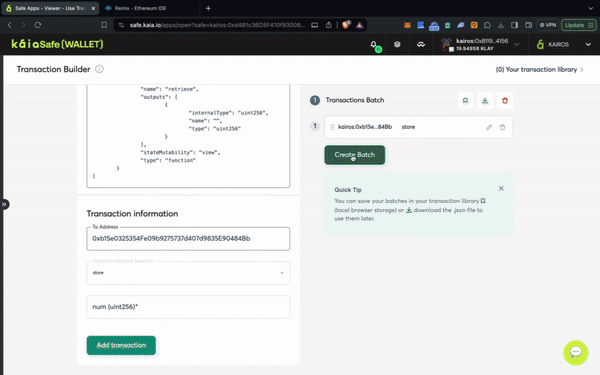 Safe Apps - Viewer - Use Tra
Remix - Ethereum IDE
safe.kaia.io/apps/open?safe=kairos:0xd481c36D5F410f93009...
VPN
Update
káia Safe{WALLET}
kairos:0xB119...4156
19.94958 KLAY
KAIROS
Transaction Builder
(0) Your transaction library
"name": "retrieve",
"outputs": [
{
"internalType": "uint256",
"name": "",
"type": "uint256"
}
],
"stateMutability": "view",
"type": "function"
}
]
1 Transactions Batch
1 kairos:0xb15e...84Bb store
Create Batch
Quick Tip
You can save your batches in your transaction library
(local browser storage) or download the .json file to
use them later.
Transaction information
To Address
0xb15e0325354Fe09b9275737d407d9835E90484Bb
Contract Method Selector
store
num (uint256)*
Add transaction